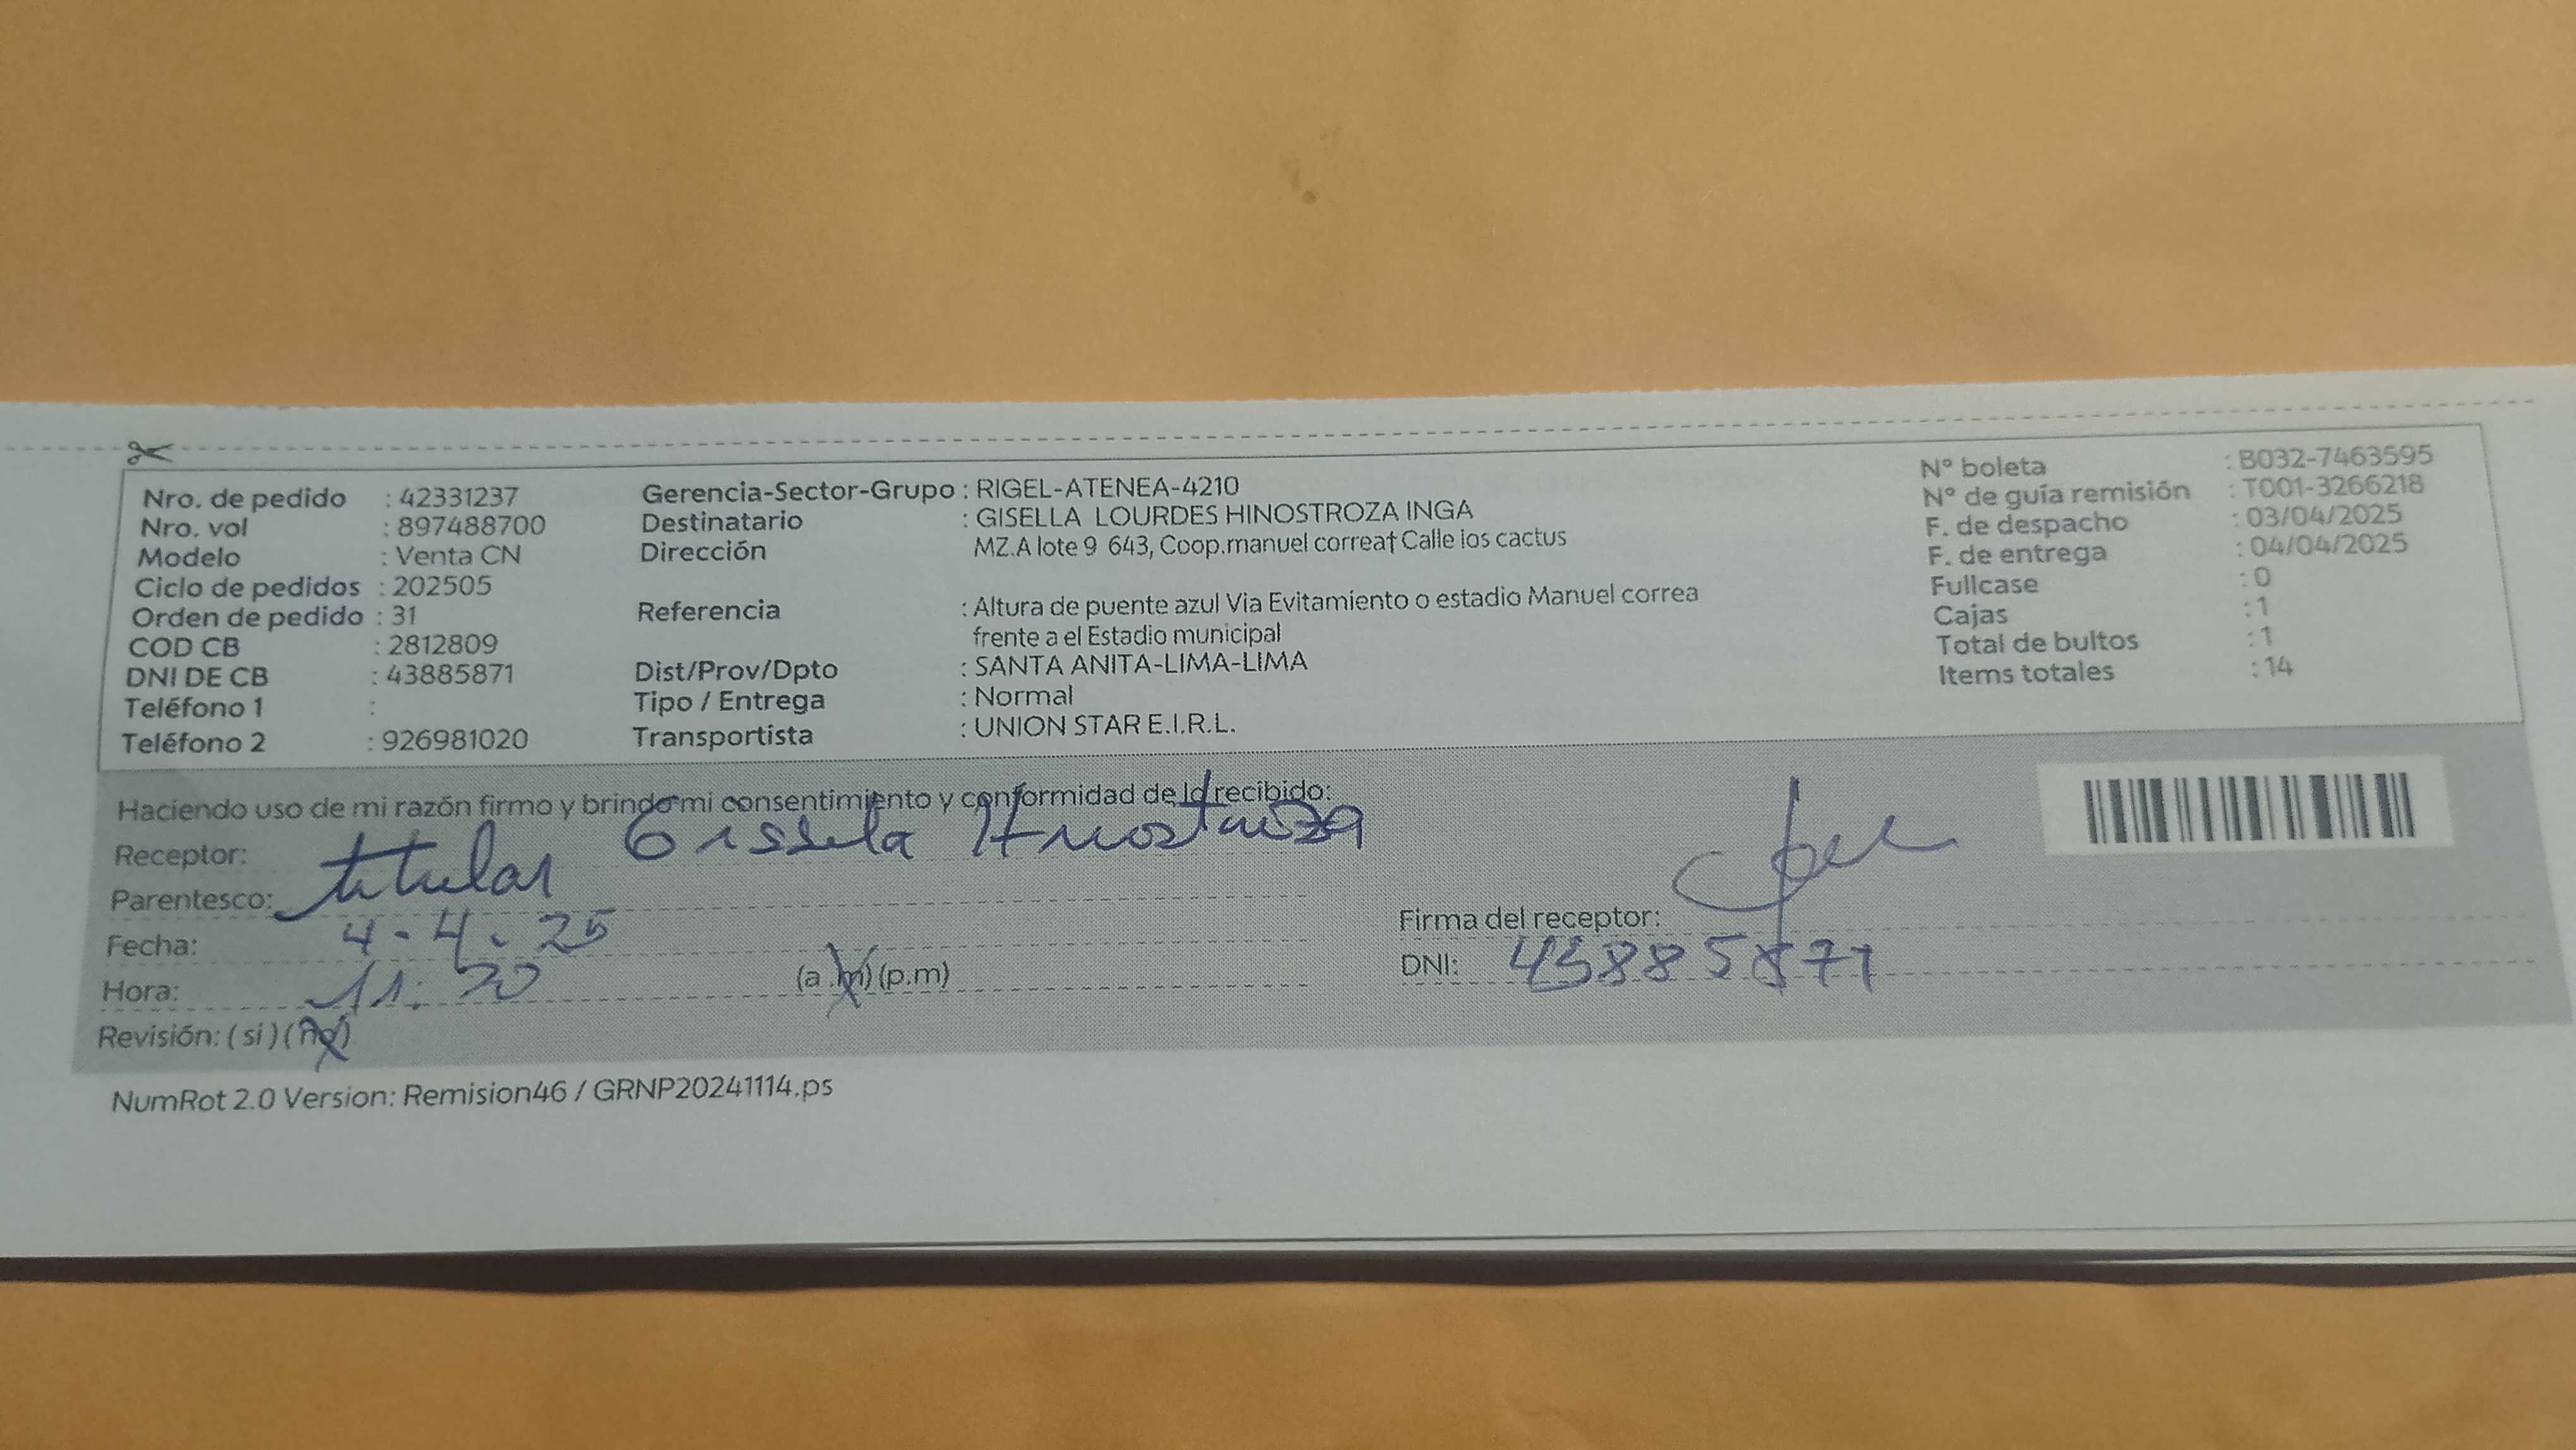 Nro. de pedido : 42331237
Nro. vol : 897488700
Modelo : Venta CN
Ciclo de pedidos : 202505
Orden de pedido : 31
COD CB : 2812809
DNI DE CB : 43885871
Teléfono 1 :
Teléfono 2 : 926981020
Gerencia-Sector-Grupo : RIGEL-ATENEA-4210
Destinatario : GISELLA LOURDES HINOSTROZA INGA
Dirección MZ.A lote 9 643, Coop.manuel correa† Calle los cactus
Referencia : Altura de puente azul Via Evitamiento o estadio Manuel correa
frente a el Estadio municipal
Dist/Prov/Dpto : SANTA ANITA-LIMA-LIMA
Tipo / Entrega : Normal
Transportista : UNION STAR E.I.R.L.
N° boleta : B032-7463595
N° de guía remisión : T001-3266218
F. de despacho : 03/04/2025
F. de entrega : 04/04/2025
Fullcase : 0
Cajas : 1
Total de bultos : 1
Items totales : 14
Haciendo uso de mi razón firmo y brindo mi consentimiento y conformidad de lo recibido:
Receptor: Gissela Hinostroza
Parentesco: titular
Fecha: 4-4-25
Hora: 11:20 (a.m) (p.m)
Revisión: ( si ) ( no )
Firma del receptor:
DNI: 43885871
NumRot 2.0 Version: Remision46 / GRNP20241114.ps